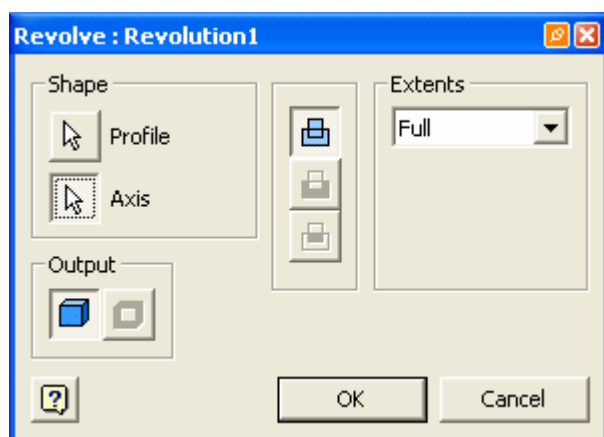 Revolve : Revolution1
Shape
Profile
Axis
Extents
Full
Output
?
OK
Cancel